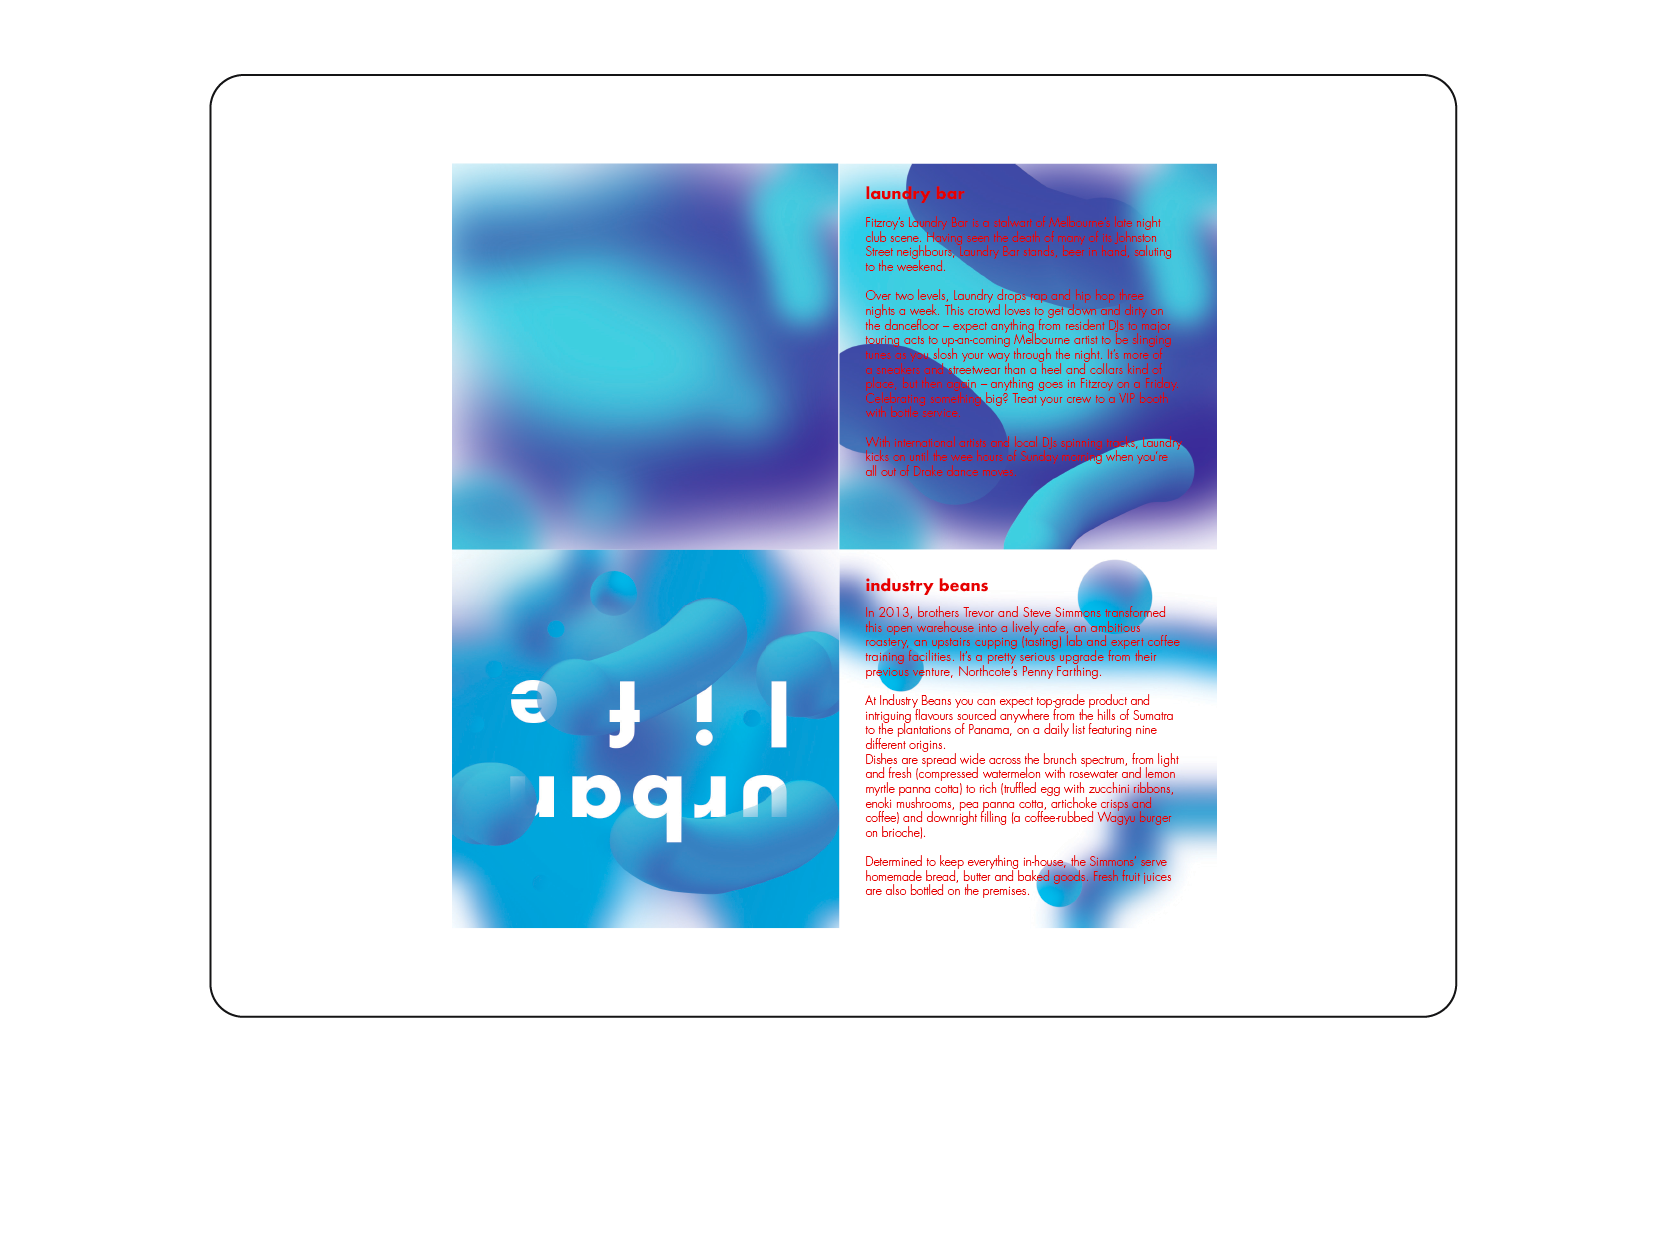 laundry bar
Fitzroy's Laundry Bar is a stalwart of Melbourne's late night
club scene. Having seen the death of many of its Johnston
Street neighbours, Laundry Bar stands, beer in hand, saluting
to the weekend.
Over two levels, Laundry drops rap and hip hop three
nights a week. This crowd loves to get down and dirty on
the dancefloor – expect anything from resident DJs to major
touring acts to up-an-coming Melbourne artist to be slinging
tunes as you slosh your way through the night. It's more of
a sneakers and streetwear than a heel and collars kind of
place, but then again – anything goes in Fitzroy on a Friday.
Celebrating something big? Treat your crew to a VIP booth
with bottle service.
With international artists and local DJs spinning tracks, Laundry
kicks on until the wee hours of Sunday morning when you're
all out of Drake dance moves.
urban
life
industry beans
In 2013, brothers Trevor and Steve Simmons transformed
this open warehouse into a lively cafe, an ambitious
roastery, an upstairs cupping (tasting) lab and expert coffee
training facilities. It's a pretty serious upgrade from their
previous venture, Northcote's Penny Farthing.
At Industry Beans you can expect top-grade product and
intriguing flavours sourced anywhere from the hills of Sumatra
to the plantations of Panama, on a daily list featuring nine
different origins.
Dishes are spread wide across the brunch spectrum, from light
and fresh (compressed watermelon with rosewater and lemon
myrtle panna cotta) to rich (truffled egg with zucchini ribbons,
enoki mushrooms, pea panna cotta, artichoke crisps and
coffee) and downright filling (a coffee-rubbed Wagyu burger
on brioche).
Determined to keep everything in-house, the Simmons' serve
homemade bread, butter and baked goods. Fresh fruit juices
are also bottled on the premises.